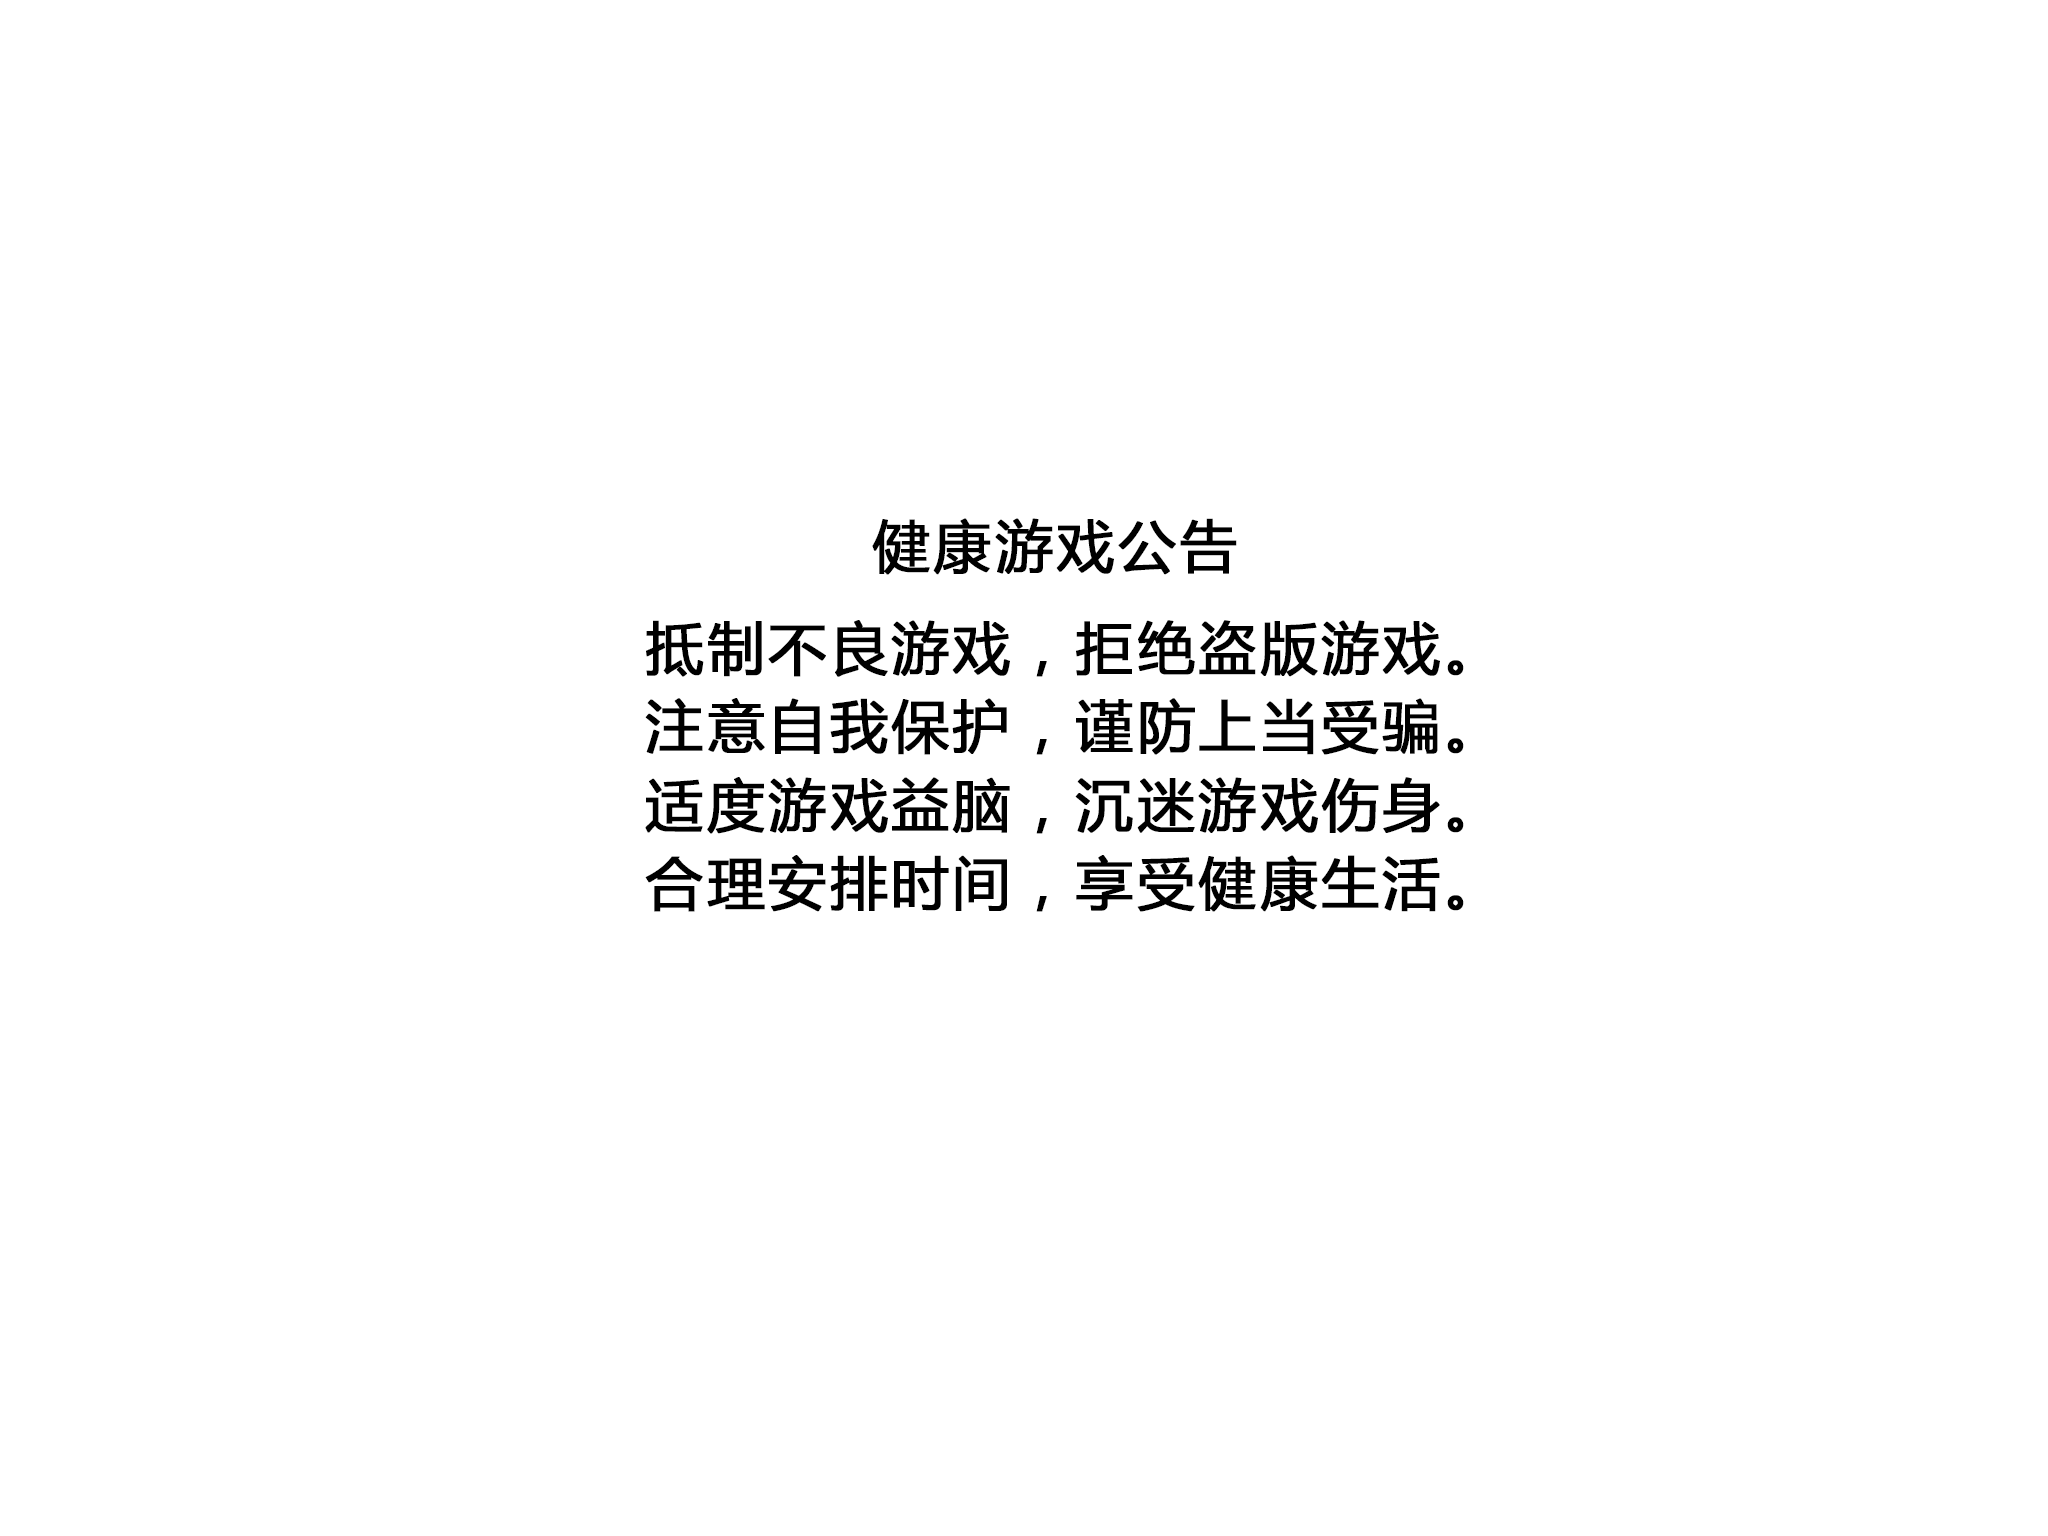 健康游戏公告
抵制不良游戏，拒绝盗版游戏。
注意自我保护，谨防上当受骗。
适度游戏益脑，沉迷游戏伤身。
合理安排时间，享受健康生活。